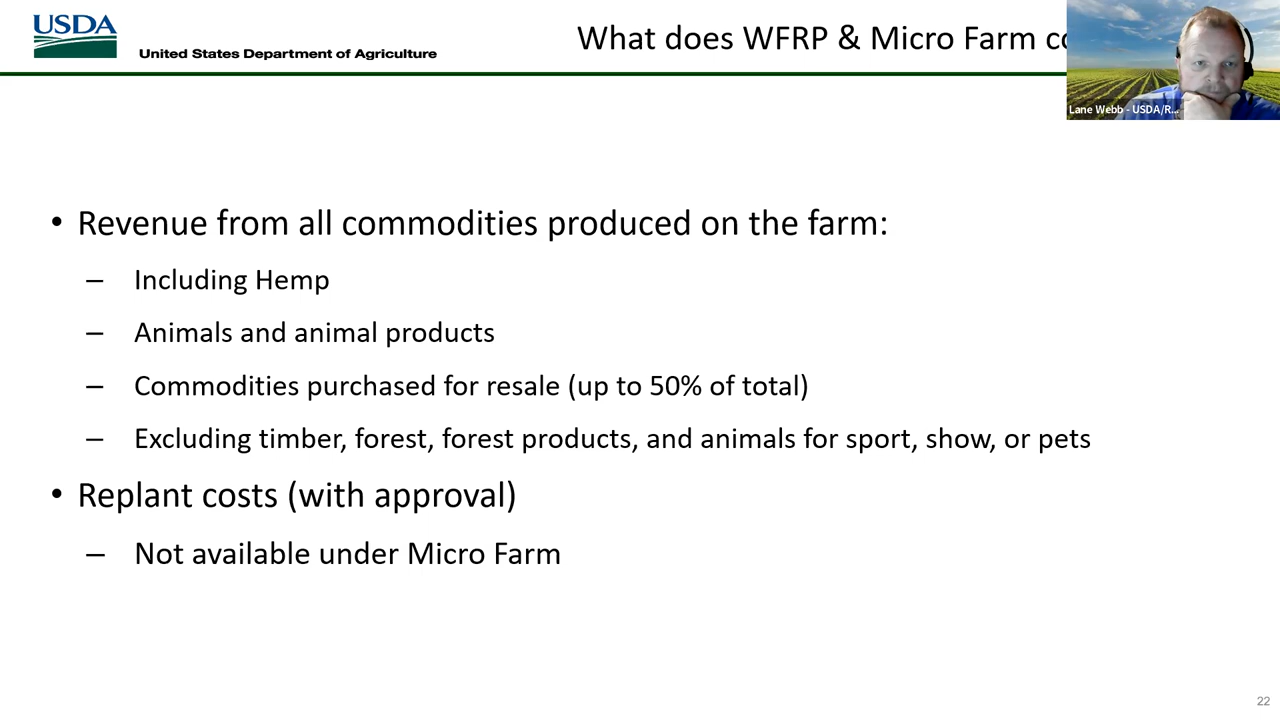 USDA
United States Department of Agriculture
What does WFRP & Micro Farm
Lane Webb - USDA/R...
• Revenue from all commodities produced on the farm:
– Including Hemp
– Animals and animal products
– Commodities purchased for resale (up to 50% of total)
– Excluding timber, forest, forest products, and animals for sport, show, or pets
• Replant costs (with approval)
– Not available under Micro Farm
22